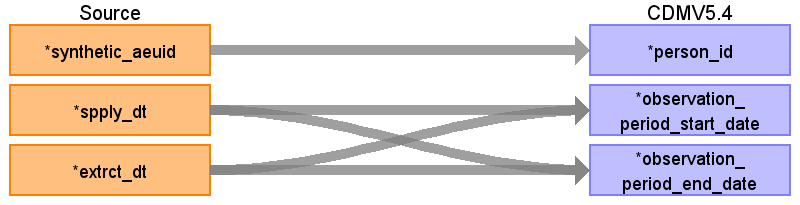 Source
CDMV5.4
*synthetic_aeuid
*person_id
*spply_dt
*observation_
period_start_date
*extrct_dt
*observation_
period_end_date